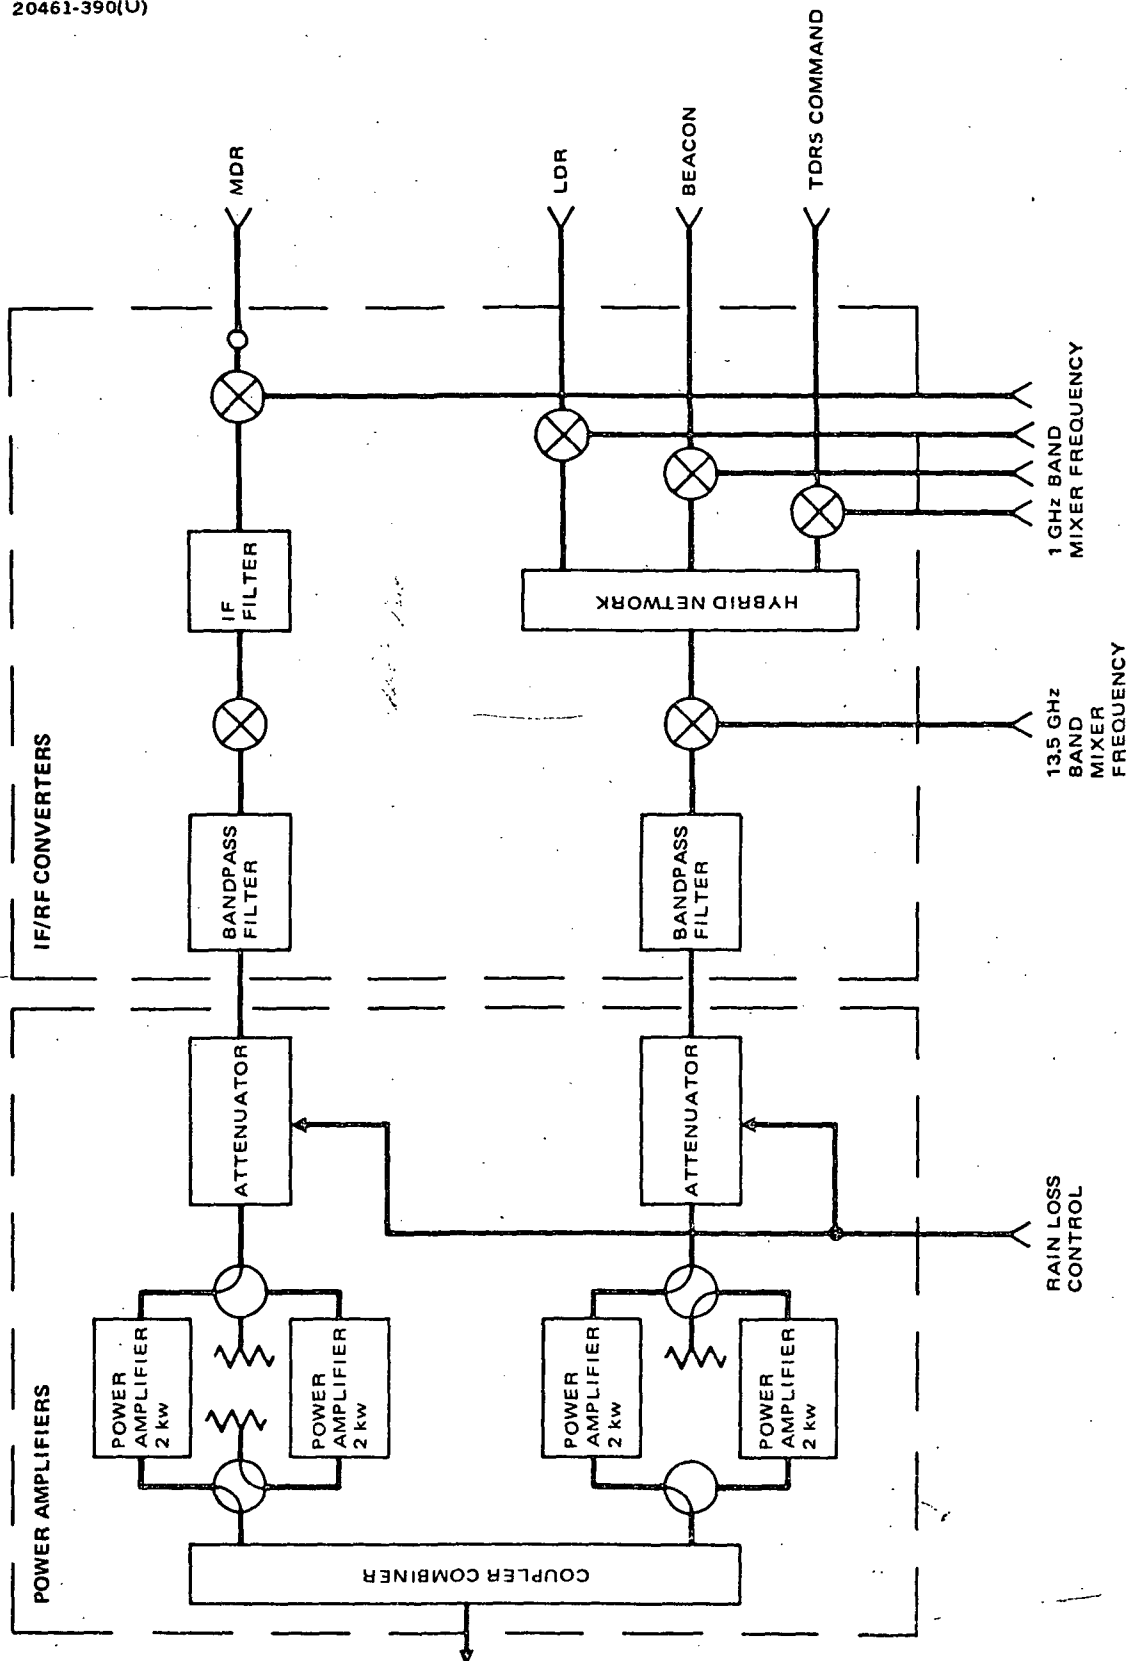 20461-390(U)
MDR
LDR
BEACON
TDRS COMMAND
IF/RF CONVERTERS
IF
FILTER
HYBRID NETWORK
1 GHz BAND
MIXER FREQUENCY
BANDPASS
FILTER
BANDPASS
FILTER
13.5 GHz
BAND
MIXER
FREQUENCY
POWER AMPLIFIERS
ATTENUATOR
ATTENUATOR
RAIN LOSS
CONTROL
POWER
AMPLIFIER
2 kw
POWER
AMPLIFIER
2 kw
POWER
AMPLIFIER
2 kw
POWER
AMPLIFIER
2 kw
COUPLER COMBINER